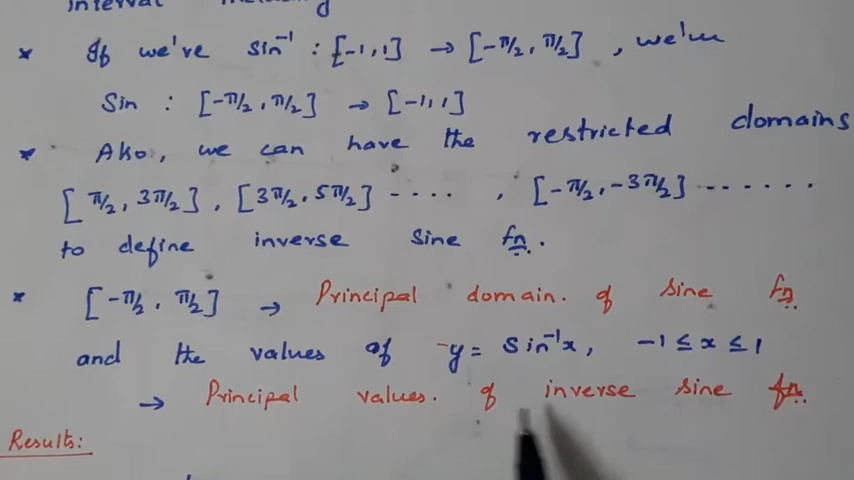 Interval including
* If we've sin⁻¹ : [-1,1] → [-π/2, π/2] , we've
Sin : [-π/2, π/2] → [-1,1]
* Also, we can have the restricted domains
[π/2, 3π/2] , [3π/2, 5π/2] ..... , [-π/2, -3π/2] .......
to define inverse sine fn.
* [-π/2, π/2] → Principal domain. of sine fn.
and the values of y = Sin⁻¹x, -1 ≤ x ≤ 1
→ Principal values. of inverse sine fn.
Results: